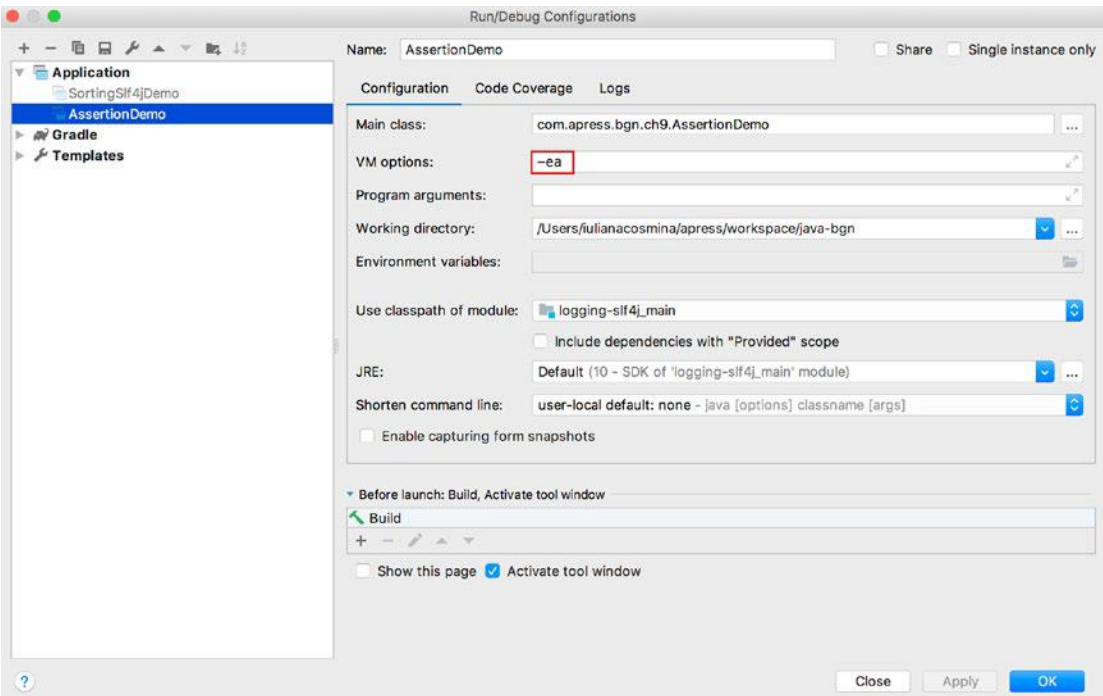 Run/Debug Configurations
Name: AssertionDemo
Share
Single instance only
Application
SortingSlf4jDemo
AssertionDemo
Gradle
Templates
Configuration Code Coverage Logs
Main class: com.apress.bgn.ch9.AssertionDemo ...
VM options: -ea
Program arguments:
Working directory: /Users/iulianacosmina/apress/workspace/java-bgn ...
Environment variables:
Use classpath of module: logging-slf4j_main
Include dependencies with "Provided" scope
JRE: Default (10 - SDK of 'logging-slf4j_main' module) ...
Shorten command line: user-local default: none - java [options] classname [args]
Enable capturing form snapshots
Before launch: Build, Activate tool window
Build
Show this page Activate tool window
? Close Apply OK